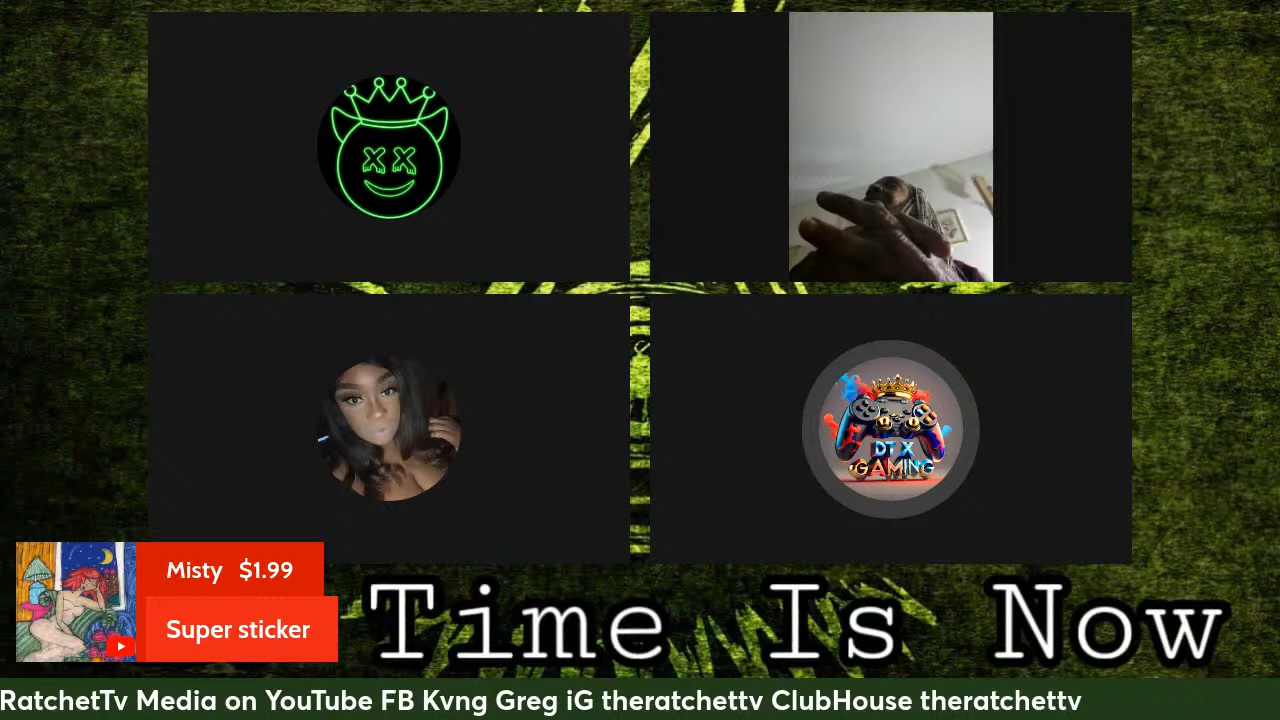 DT X
GAMING
Misty $1.99
Super sticker
Time Is Now
RatchetTv Media on YouTube FB Kvng Greg iG theratchettv ClubHouse theratchettv